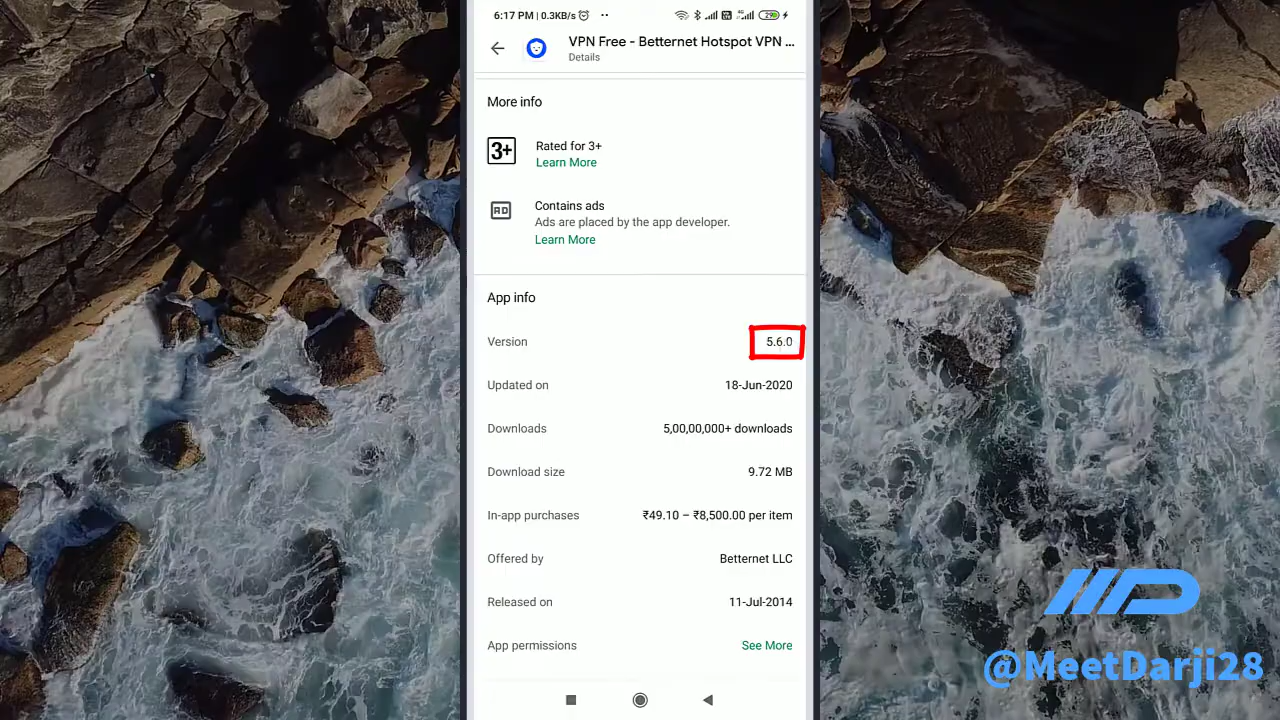 6:17 PM | 0.3KB/s
VPN Free - Betternet Hotspot VPN ...
Details
More info
3+
Rated for 3+
Learn More
AD
Contains ads
Ads are placed by the app developer.
Learn More
App info
Version 5.6.0
Updated on 18-Jun-2020
Downloads 5,00,00,000+ downloads
Download size 9.72 MB
In-app purchases ₹49.10 – ₹8,500.00 per item
Offered by Betternet LLC
Released on 11-Jul-2014
App permissions See More
@MeetDarji28